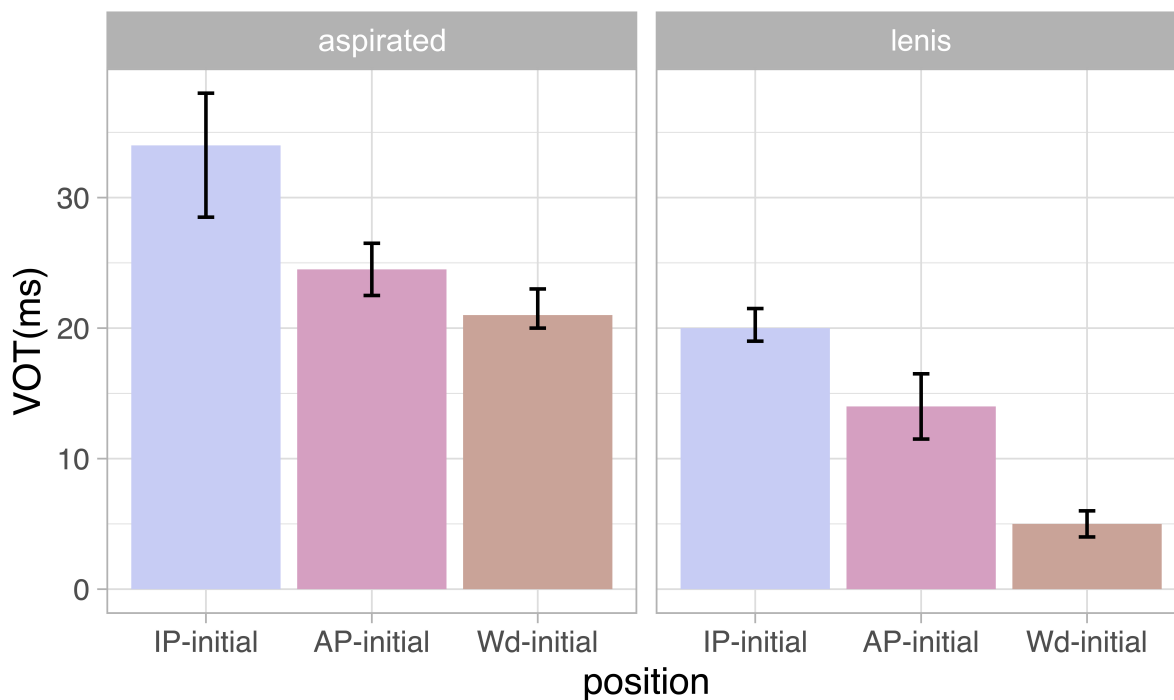 aspirated
lenis
VOT(ms)
30
20
10
0
IP-initial AP-initial Wd-initial
IP-initial AP-initial Wd-initial
position